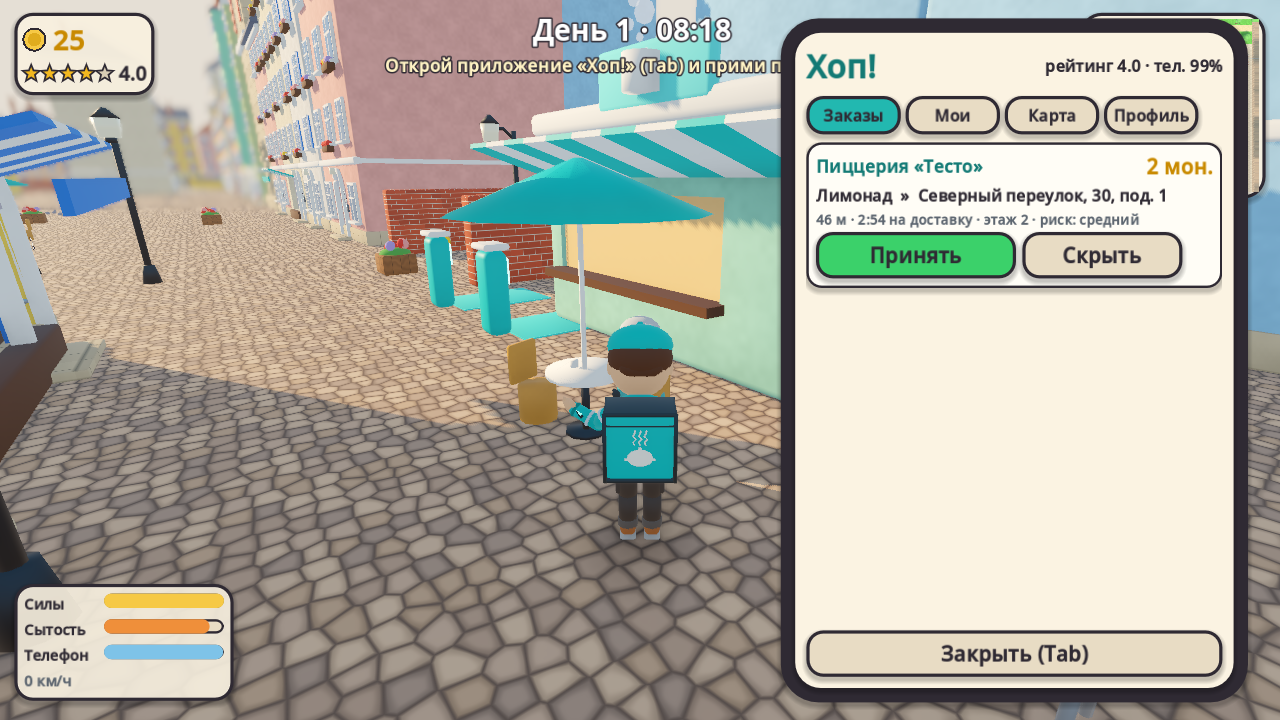 25
4.0
День 1 · 08:18
Открой приложение «Хоп!» (Tab) и прими п
Хоп!
рейтинг 4.0 · тел. 99%
Заказы
Мои
Карта
Профиль
Пиццерия «Тесто»
2 мон.
Лимонад » Северный переулок, 30, под. 1
46 м · 2:54 на доставку · этаж 2 · риск: средний
Принять
Скрыть
Закрыть (Tab)
Силы
Сытость
Телефон
0 км/ч